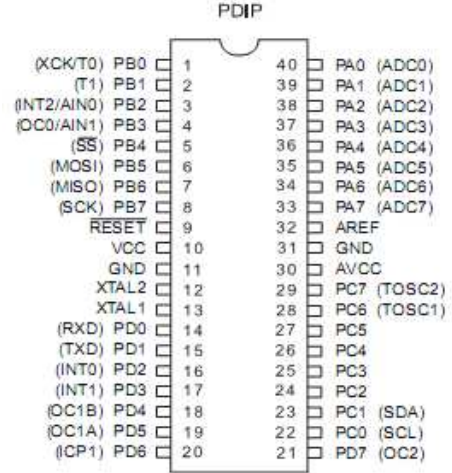 PDIP
(XCK/T0) PB0 1 40 PA0 (ADC0)
(T1) PB1 2 39 PA1 (ADC1)
(INT2/AIN0) PB2 3 38 PA2 (ADC2)
(OC0/AIN1) PB3 4 37 PA3 (ADC3)
(SS) PB4 5 36 PA4 (ADC4)
(MOSI) PB5 6 35 PA5 (ADC5)
(MISO) PB6 7 34 PA6 (ADC6)
(SCK) PB7 8 33 PA7 (ADC7)
RESET 9 32 AREF
VCC 10 31 GND
GND 11 30 AVCC
XTAL2 12 29 PC7 (TOSC2)
XTAL1 13 28 PC6 (TOSC1)
(RXD) PD0 14 27 PC5
(TXD) PD1 15 26 PC4
(INT0) PD2 16 25 PC3
(INT1) PD3 17 24 PC2
(OC1B) PD4 18 23 PC1 (SDA)
(OC1A) PD5 19 22 PC0 (SCL)
(ICP1) PD6 20 21 PD7 (OC2)